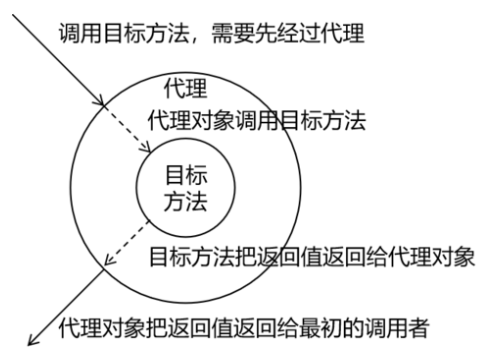 调用目标方法，需要先经过代理
代理
代理对象调用目标方法
目标
方法
目标方法把返回值返回给代理对象
代理对象把返回值返回给最初的调用者